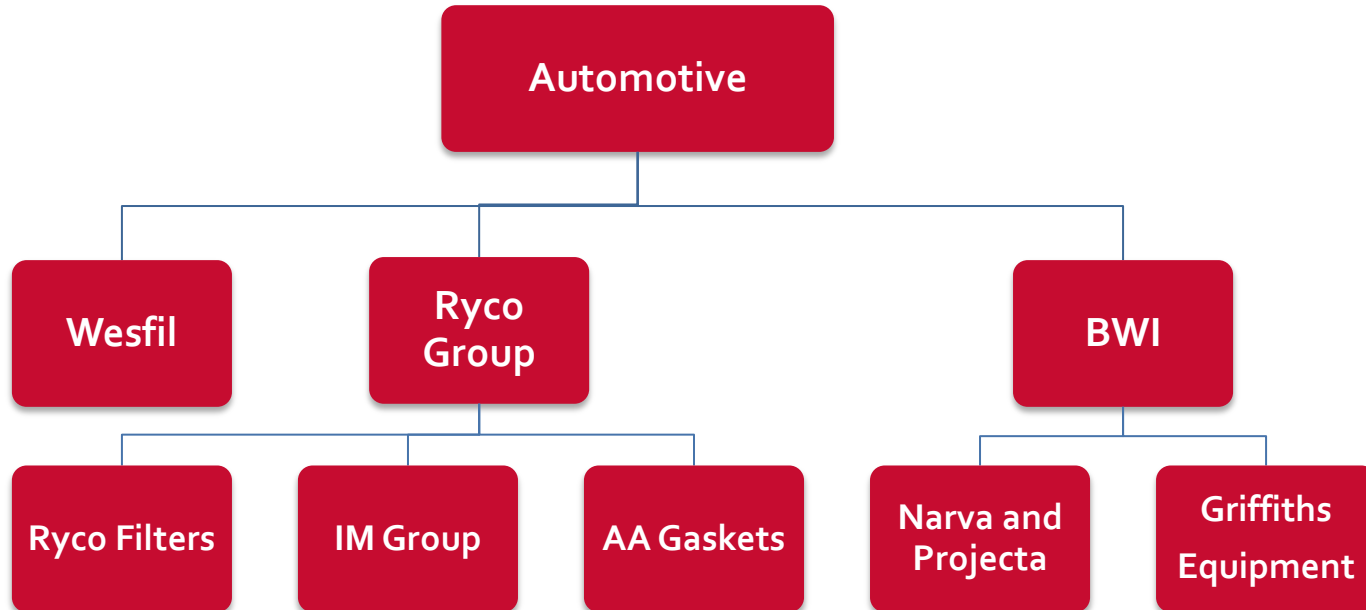 Automotive
Wesfil
Ryco
Group
BWI
Ryco Filters
IM Group
AA Gaskets
Narva and
Projecta
Griffiths
Equipment